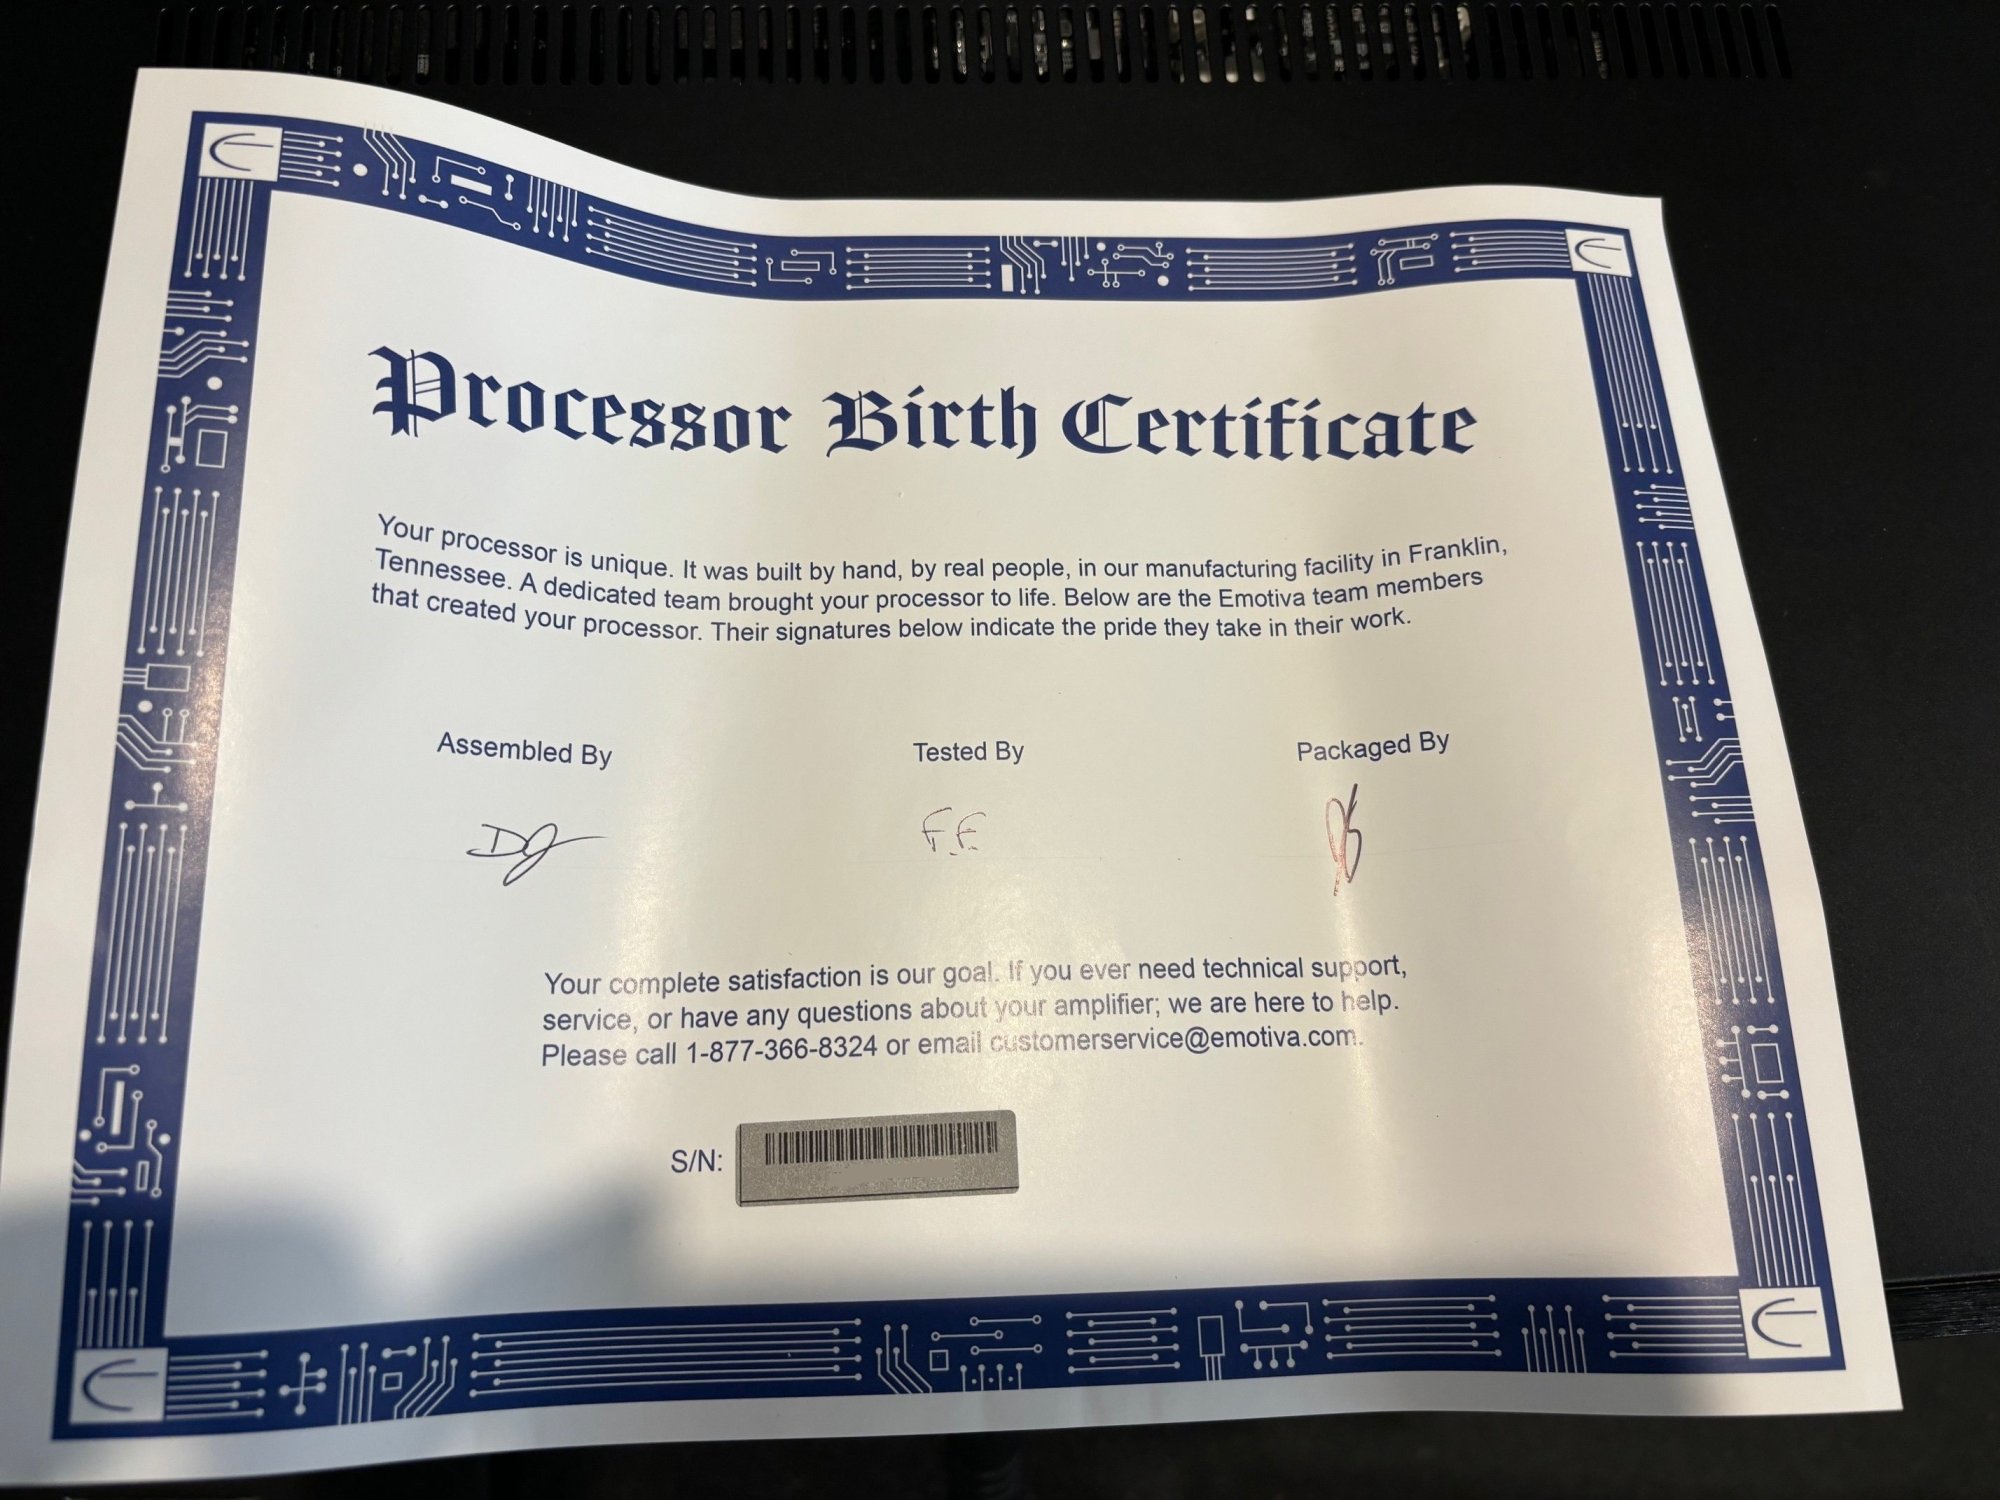 Processor Birth Certificate
Your processor is unique. It was built by hand, by real people, in our manufacturing facility in Franklin,
Tennessee. A dedicated team brought your processor to life. Below are the Emotiva team members
that created your processor. Their signatures below indicate the pride they take in their work.
Assembled By Tested By Packaged By
DJ F.F.
Your complete satisfaction is our goal. If you ever need technical support,
service, or have any questions about your amplifier; we are here to help.
Please call 1-877-366-8324 or email customerservice@emotiva.com.
S/N: